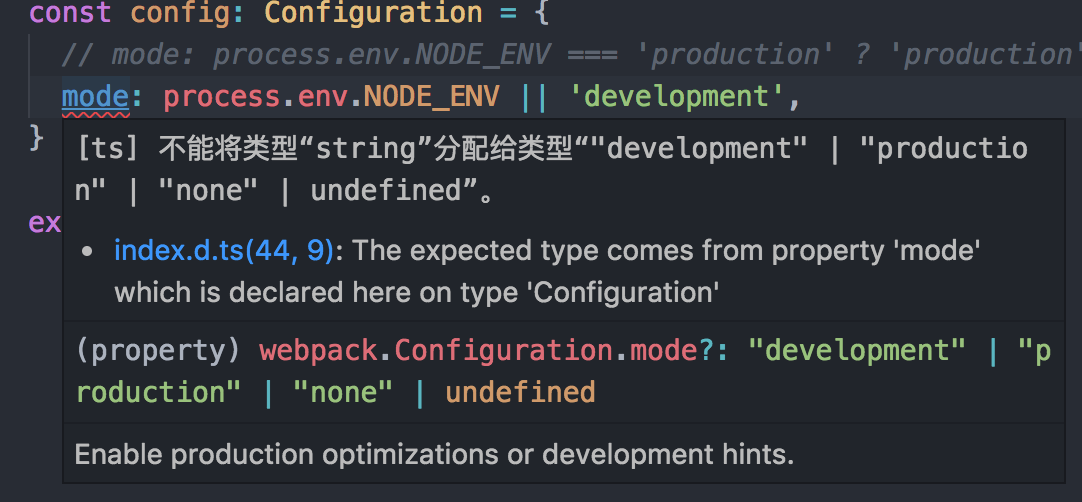 const config: Configuration = {
// mode: process.env.NODE_ENV === 'production' ? 'production'
mode: process.env.NODE_ENV || 'development',
}
[ts] 不能将类型“string”分配给类型“"development" | "productio
n" | "none" | undefined”。
ex
• index.d.ts(44, 9): The expected type comes from property 'mode'
which is declared here on type 'Configuration'
(property) webpack.Configuration.mode?: "development" | "p
roduction" | "none" | undefined
Enable production optimizations or development hints.